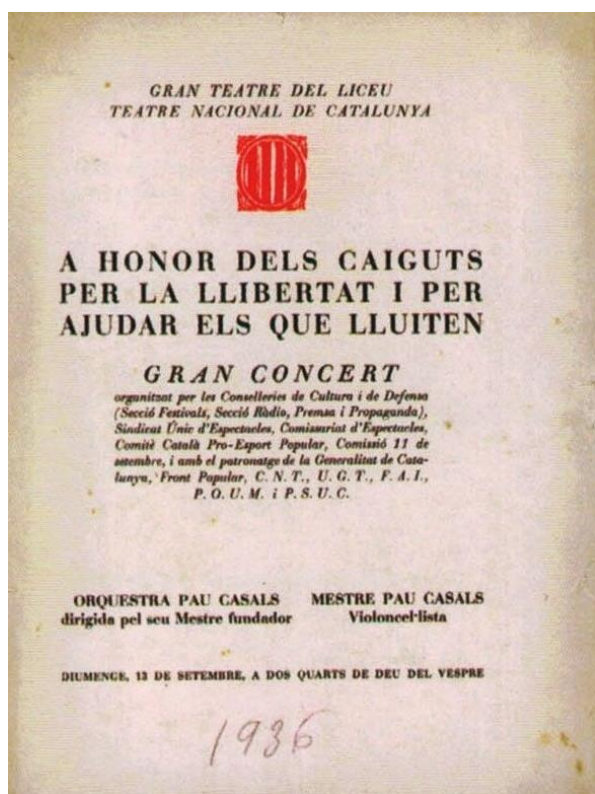 GRAN TEATRE DEL LICEU
TEATRE NACIONAL DE CATALUNYA
A HONOR DELS CAIGUTS
PER LA LLIBERTAT I PER
AJUDAR ELS QUE LLUITEN
GRAN CONCERT
organitzat per les Conselleries de Cultura i de Defensa
(Secció Festivals, Secció Ràdio, Premsa i Propaganda),
Sindicat Únic d'Espectacles, Comissariat d'Espectacles,
Comitè Català Pro-Esport Popular, Comissió 11 de
setembre, i amb el patronatge de la Generalitat de Cata-
lunya, Front Popular, C. N. T., U. G. T., F. A. I.,
P. O. U. M. i P. S. U. C.
ORQUESTRA PAU CASALS
dirigida pel seu Mestre fundador
MESTRE PAU CASALS
Violoncel·lista
DIUMENGE, 13 DE SETEMBRE, A DOS QUARTS DE DEU DEL VESPRE
1936